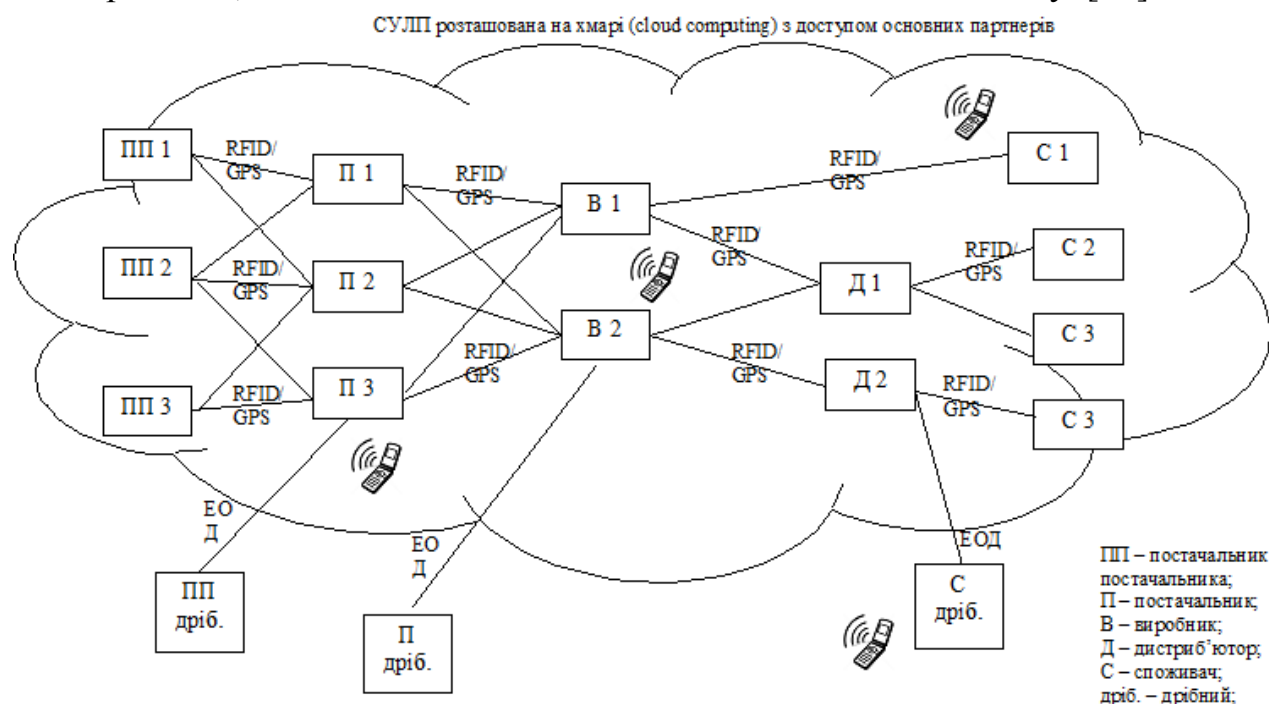 СУЛП розташована на хмарі (cloud computing) з доступом основних партнерів
ПП 1
RFID/
GPS
П 1
RFID/
GPS
В 1
RFID/
GPS
С 1
ПП 2
RFID/
GPS
П 2
RFID/
GPS
Д 1
RFID/
GPS
С 2
В 2
С 3
ПП 3
RFID/
GPS
П 3
RFID/
GPS
RFID/
GPS
Д 2
RFID/
GPS
С 3
ЕО
Д
ЕО
Д
ЕОД
ПП
дріб.
П
дріб.
С
дріб.
ПП – постачальник
постачальника;
П – постачальник;
В – виробник;
Д – дистриб’ютор;
С – споживач;
дріб. – дрібний;